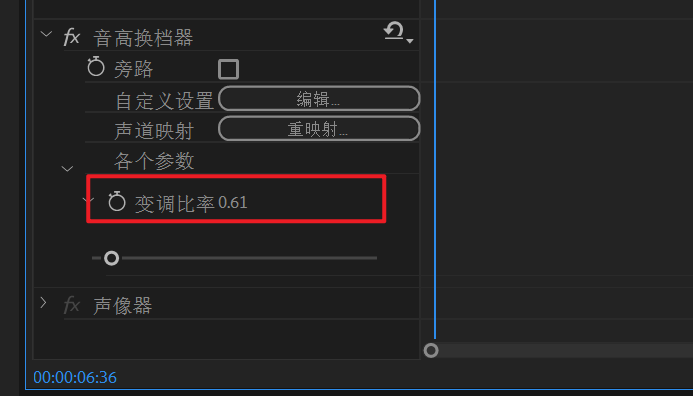 fx 音高换档器
旁路
自定义设置 编辑...
声道映射 重映射...
各个参数
变调比率 0.61
fx 声像器
00:00:06:36